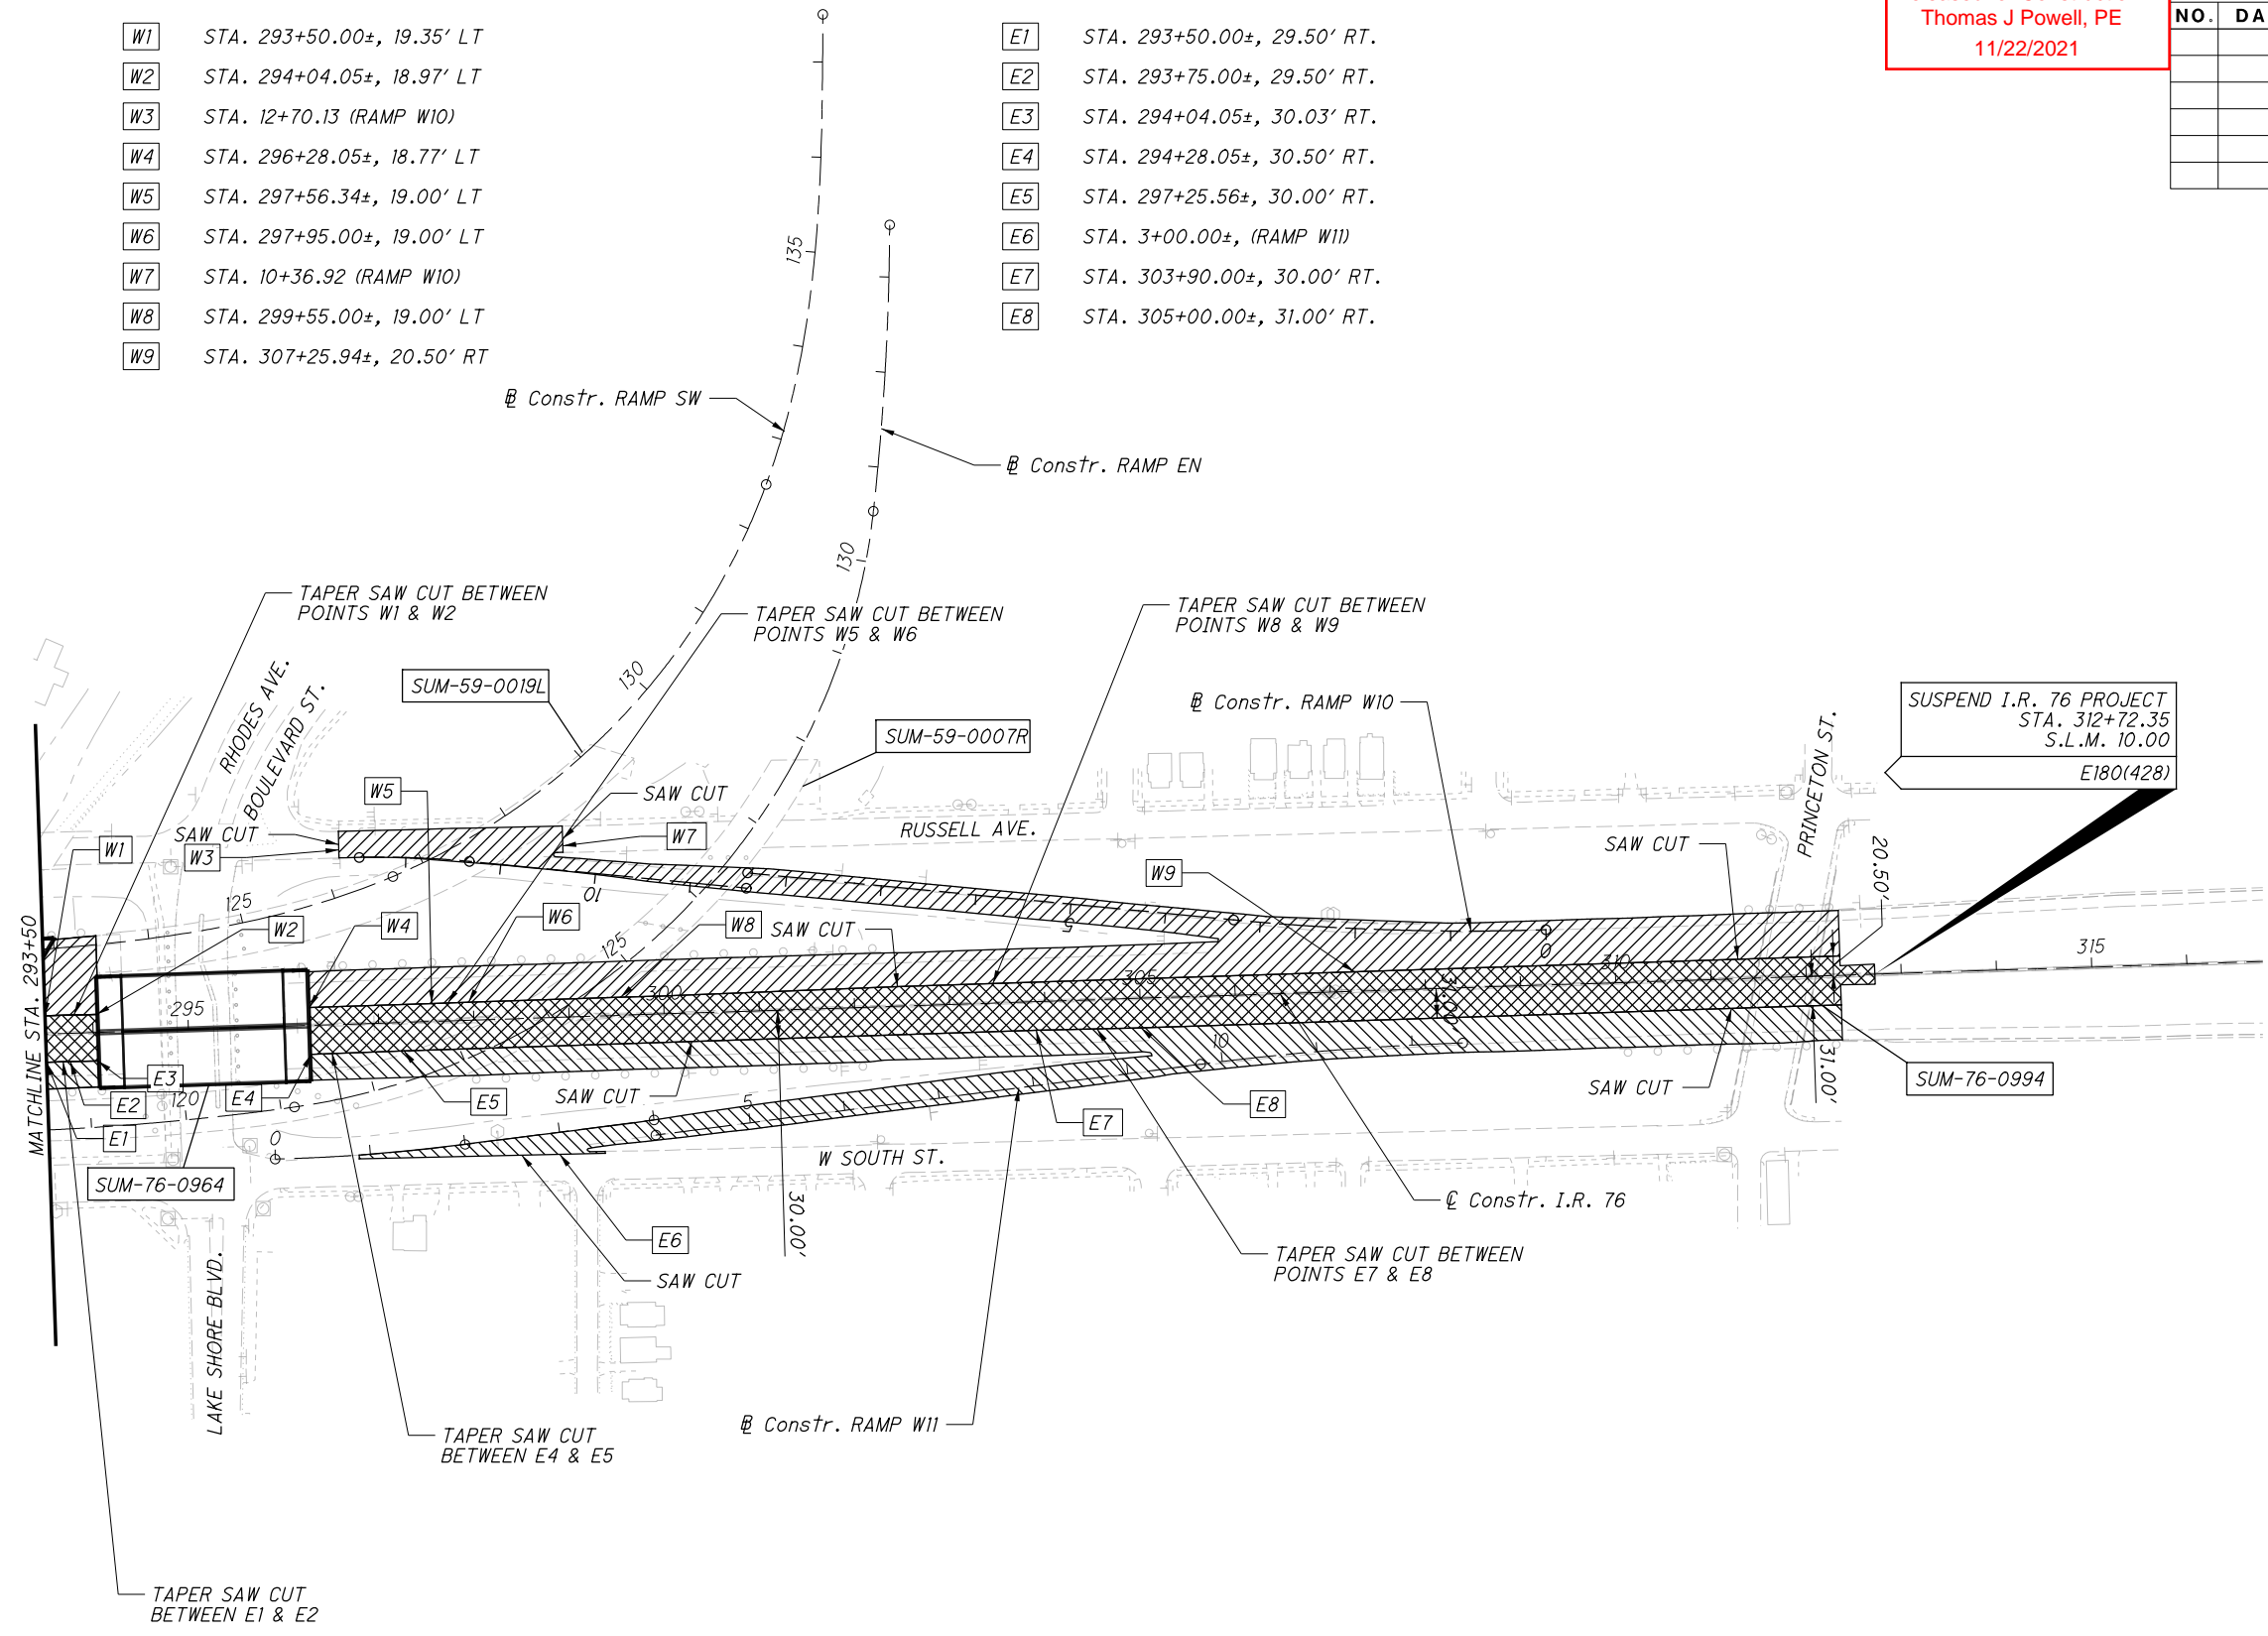 W1 STA. 293+50.00±, 19.35' LT
W2 STA. 294+04.05±, 18.97' LT
W3 STA. 12+70.13 (RAMP W10)
W4 STA. 296+28.05±, 18.77' LT
W5 STA. 297+56.34±, 19.00' LT
W6 STA. 297+95.00±, 19.00' LT
W7 STA. 10+36.92 (RAMP W10)
W8 STA. 299+55.00±, 19.00' LT
W9 STA. 307+25.94±, 20.50' RT
E1 STA. 293+50.00±, 29.50' RT.
E2 STA. 293+75.00±, 29.50' RT.
E3 STA. 294+04.05±, 30.03' RT.
E4 STA. 294+28.05±, 30.50' RT.
E5 STA. 297+25.56±, 30.00' RT.
E6 STA. 3+00.00±, (RAMP W11)
E7 STA. 303+90.00±, 30.00' RT.
E8 STA. 305+00.00±, 31.00' RT.
Thomas J Powell, PE
11/22/2021
NO. DA
135
℄ Constr. RAMP SW
℄ Constr. RAMP EN
130
TAPER SAW CUT BETWEEN
POINTS W1 & W2
TAPER SAW CUT BETWEEN
POINTS W5 & W6
TAPER SAW CUT BETWEEN
POINTS W8 & W9
130
RHODES AVE.
BOULEVARD ST.
SUM-59-0019L
SUM-59-0007R
℄ Constr. RAMP W10
PRINCETON ST.
SUSPEND I.R. 76 PROJECT
STA. 312+72.35
S.L.M. 10.00
E180(428)
W5
SAW CUT
SAW CUT
W1
W3
W7
RUSSELL AVE.
SAW CUT
W9
20.50'
10
125
W2
W4
W6
W8
SAW CUT
5
125
0
MATCHLINE STA. 293+50
295
300
305
310
315
31.00'
10
31.00'
E3
E2
120
E4
E5
SAW CUT
5
E8
E7
SAW CUT
SUM-76-0994
E1
0
SUM-76-0964
W SOUTH ST.
℄ Constr. I.R. 76
30.00'
E6
SAW CUT
TAPER SAW CUT BETWEEN
POINTS E7 & E8
LAKE SHORE BLVD.
℄ Constr. RAMP W11
TAPER SAW CUT
BETWEEN E4 & E5
TAPER SAW CUT
BETWEEN E1 & E2